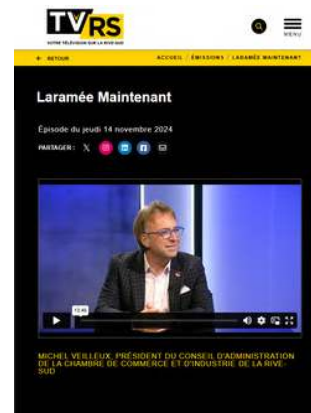 TVRS
VOTRE TÉLÉVISION SUR LA RIVE-SUD
MENU
← RETOUR
ACCUEIL / ÉMISSIONS / LARAMÉE MAINTENANT
Laramée Maintenant
Épisode du jeudi 14 novembre 2024
PARTAGER :
MICHEL VEILLEUX, PRÉSIDENT DU CONSEIL D'ADMINISTRATION
DE LA CHAMBRE DE COMMERCE ET D'INDUSTRIE DE LA RIVE-
SUD